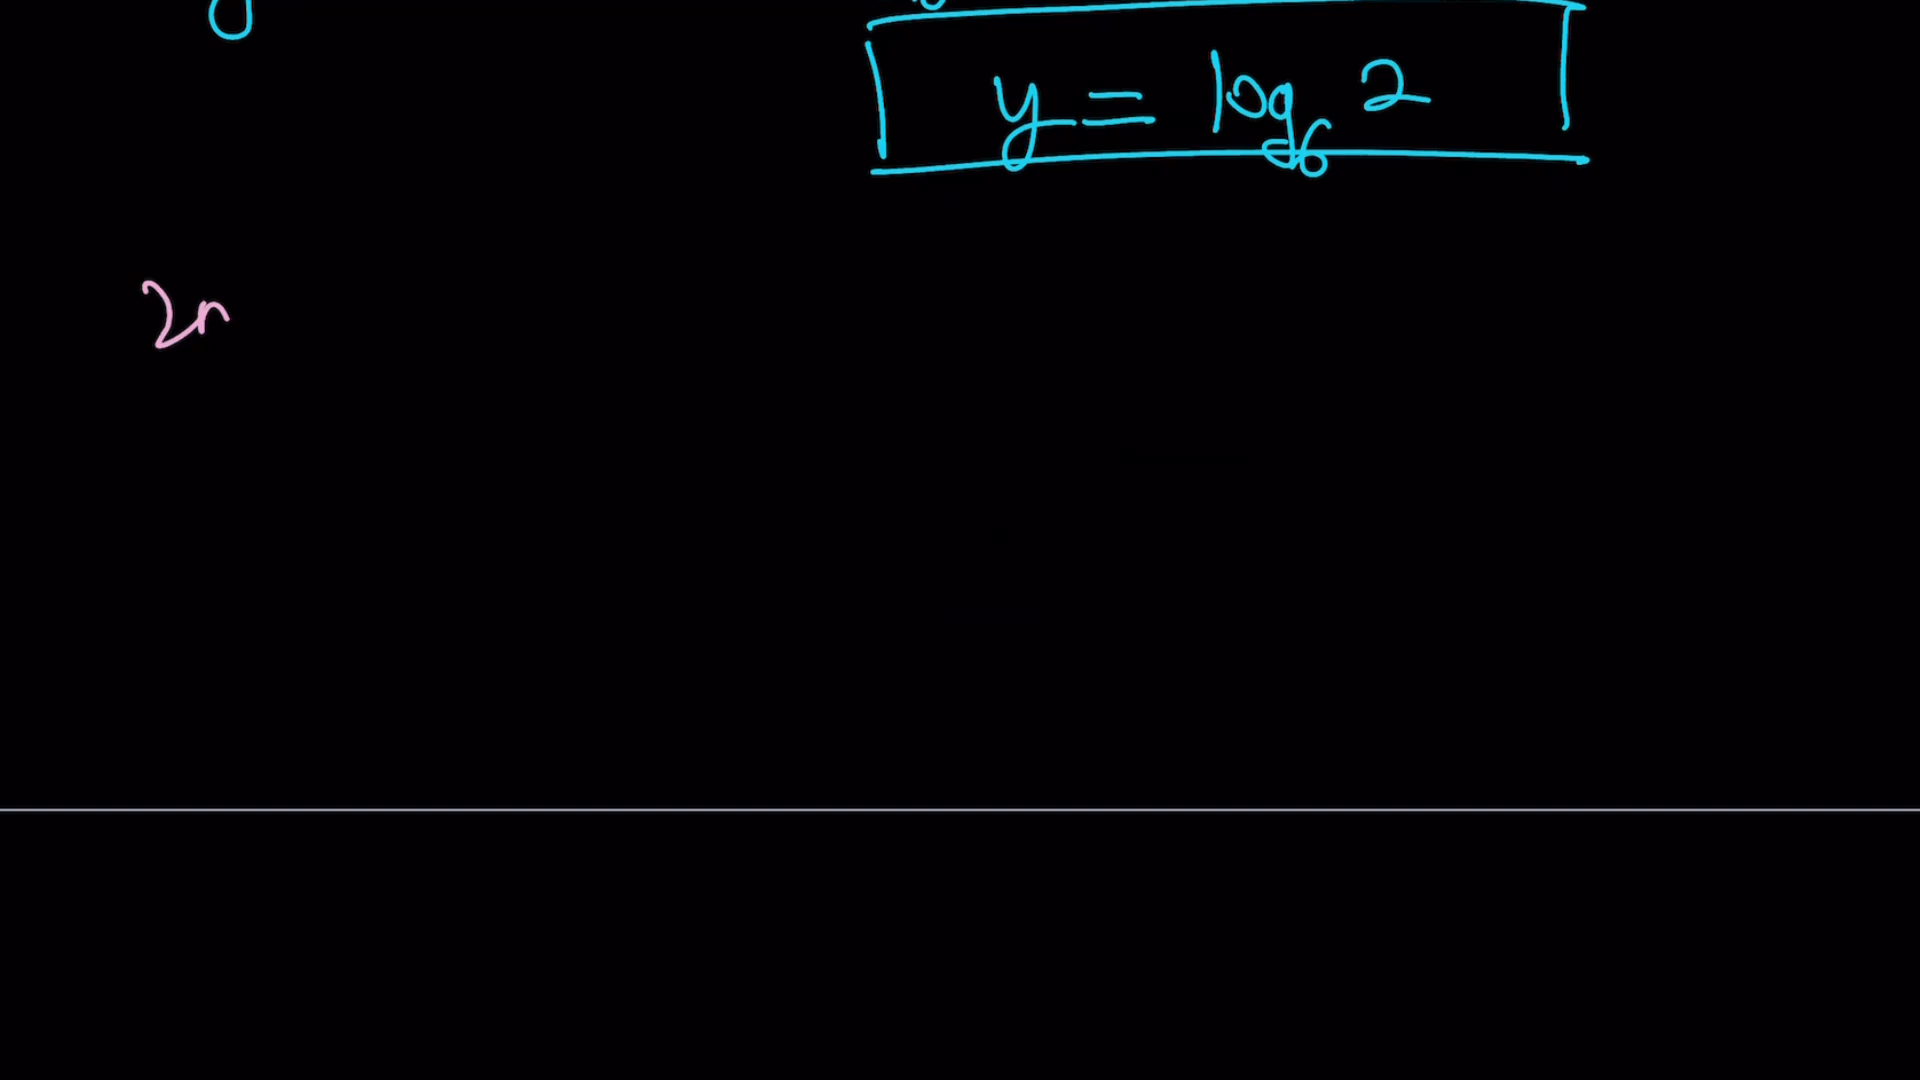 y = log₆ 2
2n